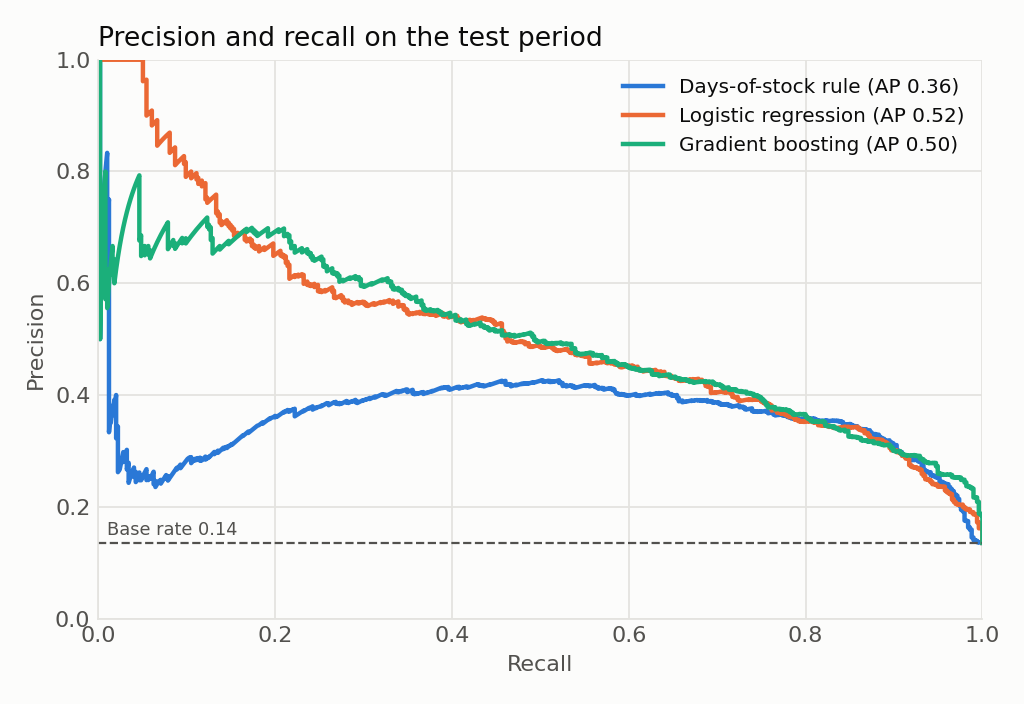 Precision and recall on the test period
Precision
1.0
0.8
0.6
0.4
0.2
0.0
Days-of-stock rule (AP 0.36)
Logistic regression (AP 0.52)
Gradient boosting (AP 0.50)
Base rate 0.14
0.0 0.2 0.4 0.6 0.8 1.0
Recall